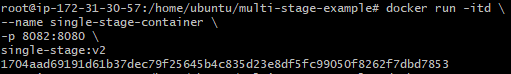 root@ip-172-31-30-57:/home/ubuntu/multi-stage-example# docker run -itd \
--name single-stage-container \
-p 8082:8080 \
single-stage:v2
1704aad69191d61b37dec79f25645b4c835d23e8df5fc99050f8262f7dbd7853